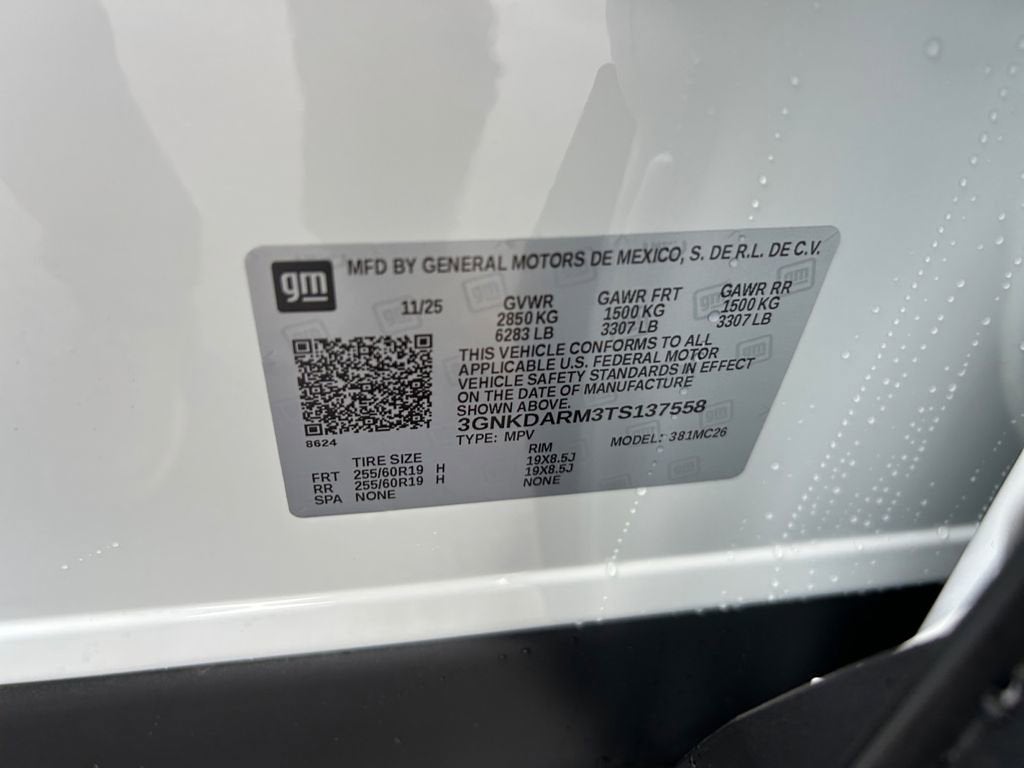 gm MFD BY GENERAL MOTORS DE MEXICO, S. DE R.L. DE C.V.
11/25 GVWR GAWR FRT GAWR RR
2850 KG 1500 KG 1500 KG
6283 LB 3307 LB 3307 LB
THIS VEHICLE CONFORMS TO ALL
APPLICABLE U.S. FEDERAL MOTOR
VEHICLE SAFETY STANDARDS IN EFFECT
ON THE DATE OF MANUFACTURE
SHOWN ABOVE.
3GNKDARM3TS137558
8624
TYPE: MPV MODEL: 381MC26
TIRE SIZE RIM
FRT 255/60R19 H 19X8.5J
RR 255/60R19 H 19X8.5J
SPA NONE NONE